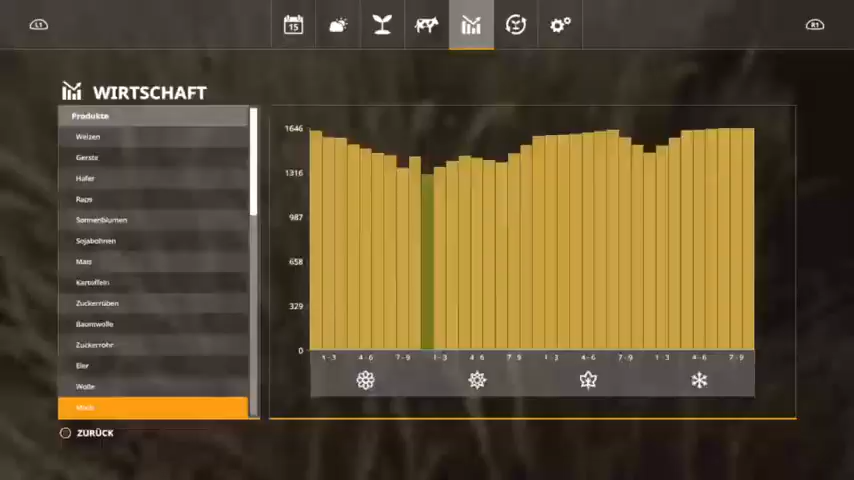 L1
15
R1
WIRTSCHAFT
Produkte
Weizen
Gerste
Hafer
Raps
Sonnenblumen
Sojabohnen
Mais
Kartoffeln
Zuckerrüben
Baumwolle
Zuckerrohr
Eier
Wolle
Milch
1646
1316
987
658
329
0
1-3 4-6 7-9 1-3 4-6 7-9 1-3 4-6 7-9 1-3 4-6 7-9
ZURÜCK